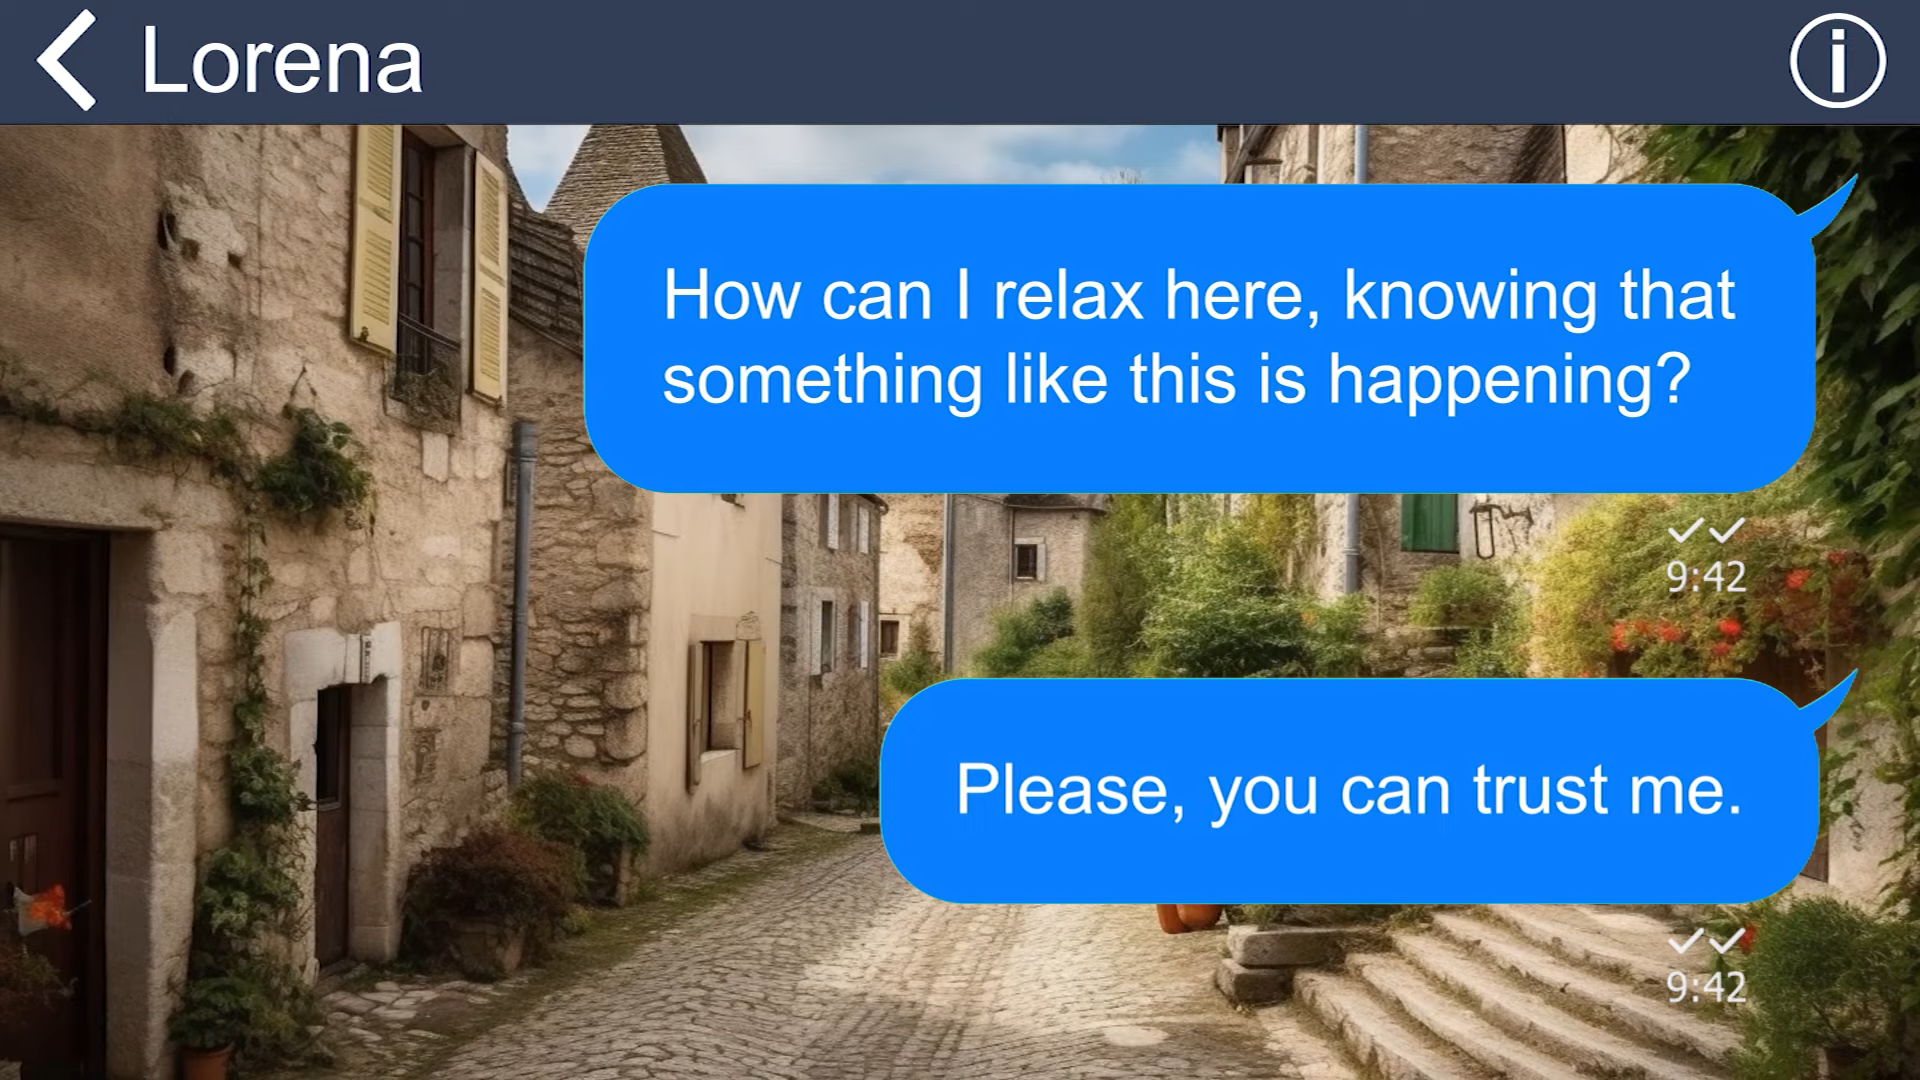 Lorena
How can I relax here, knowing that
something like this is happening?
9:42
Please, you can trust me.
9:42